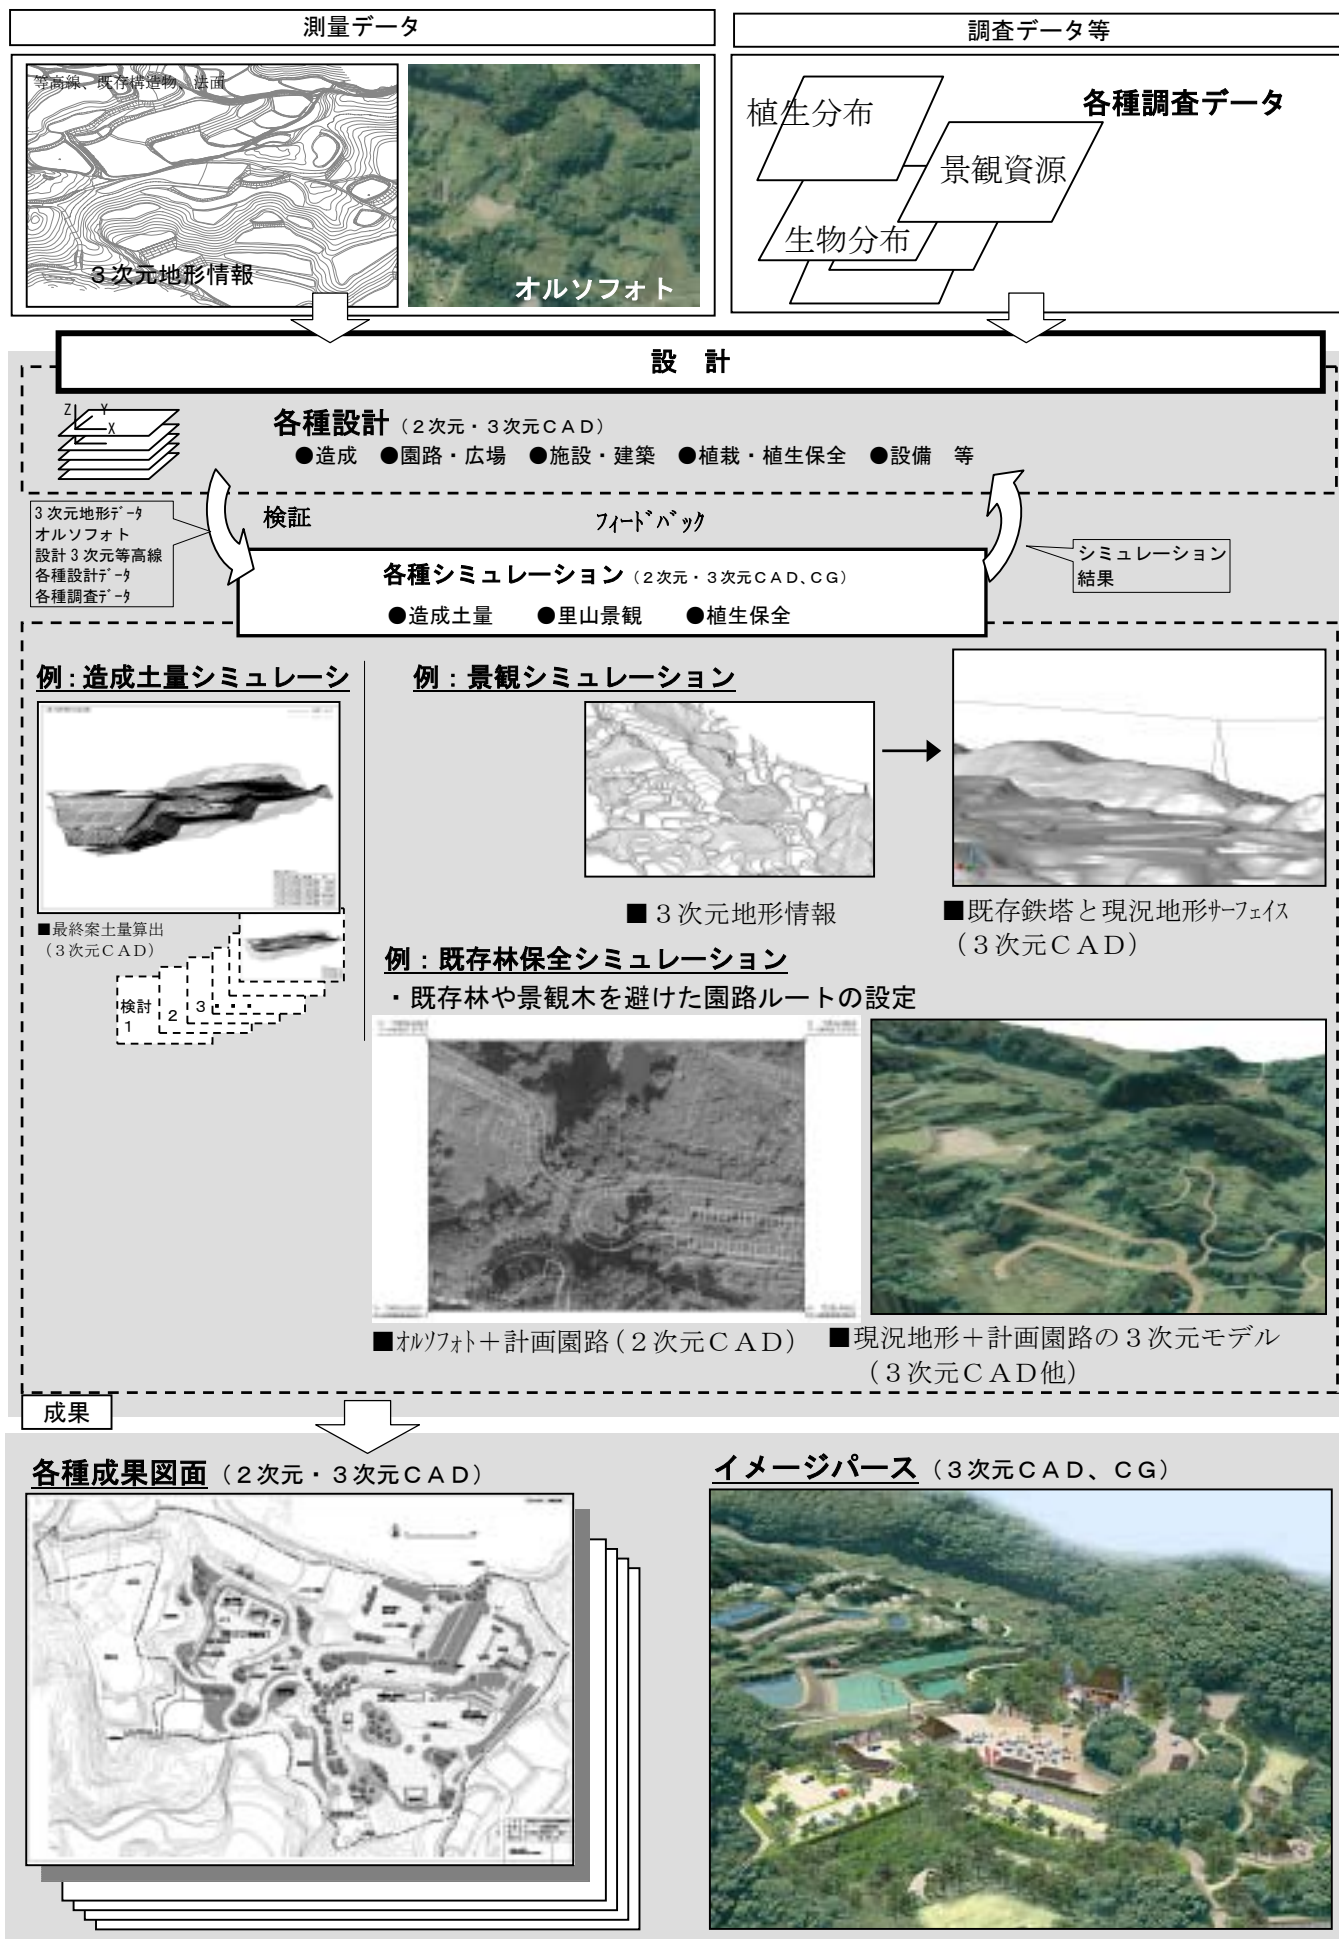 測量データ
調査データ等
等高線、既存構造物、法面
３次元地形情報
オルソフォト
各種調査データ
植生分布
景観資源
生物分布
設　計
Z
Y
X
各種設計（２次元・３次元ＣＡＤ）
●造成　●園路・広場　●施設・建築　●植栽・植生保全　●設備　等
3次元地形ﾃﾞｰﾀ
オルソフォト
設計3次元等高線
各種設計ﾃﾞｰﾀ
各種調査ﾃﾞｰﾀ
検証
ﾌｨｰﾄﾞﾊﾞｯｸ
シミュレーション
結果
各種シミュレーション（２次元・３次元ＣＡＤ、ＣＧ）
●造成土量　●里山景観　●植生保全
例：造成土量シミュレーシ
■最終案土量算出
（３次元ＣＡＤ）
検討
1
2
3
・
・
例：景観シミュレーション
■３次元地形情報
■既存鉄塔と現況地形ｻｰﾌｪｲｽ
（３次元ＣＡＤ）
例：既存林保全シミュレーション
・既存林や景観木を避けた園路ルートの設定
■ｵﾙｿﾌｫﾄ＋計画園路（２次元ＣＡＤ）
■現況地形＋計画園路の３次元モデル
（３次元ＣＡＤ他）
成果
各種成果図面（２次元・３次元ＣＡＤ）
イメージパース（３次元ＣＡＤ、ＣＧ）